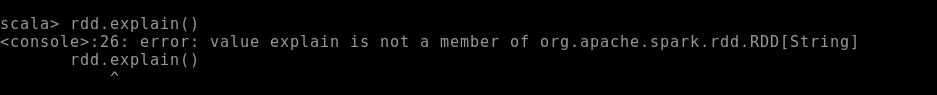 scala> rdd.explain()
<console>:26: error: value explain is not a member of org.apache.spark.rdd.RDD[String]
       rdd.explain()
           ^